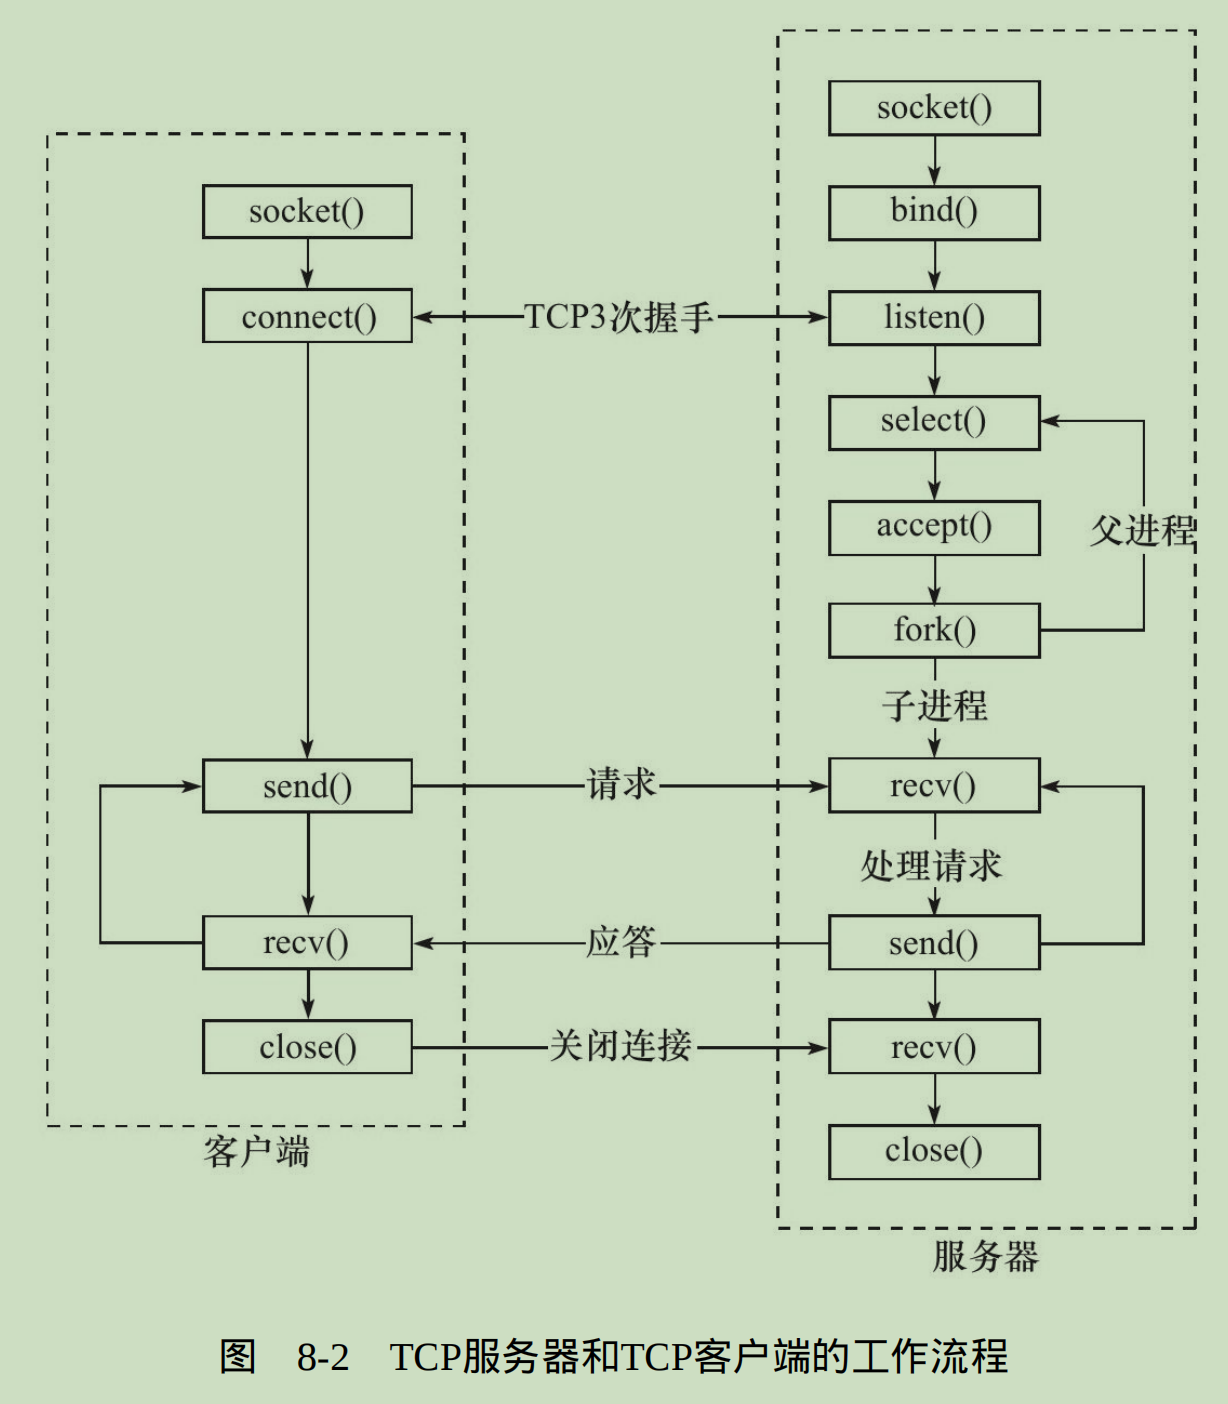 socket()
bind()
listen()
select()
accept()
fork()
父进程
子进程
recv()
处理请求
send()
recv()
close()
服务器
socket()
connect()
TCP3次握手
send()
请求
recv()
应答
close()
关闭连接
客户端
图 8-2 TCP服务器和TCP客户端的工作流程